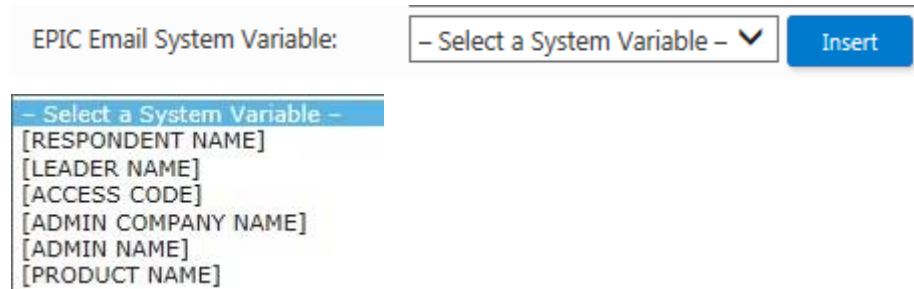 EPIC Email System Variable: – Select a System Variable – Insert
– Select a System Variable –
[RESPONDENT NAME]
[LEADER NAME]
[ACCESS CODE]
[ADMIN COMPANY NAME]
[ADMIN NAME]
[PRODUCT NAME]